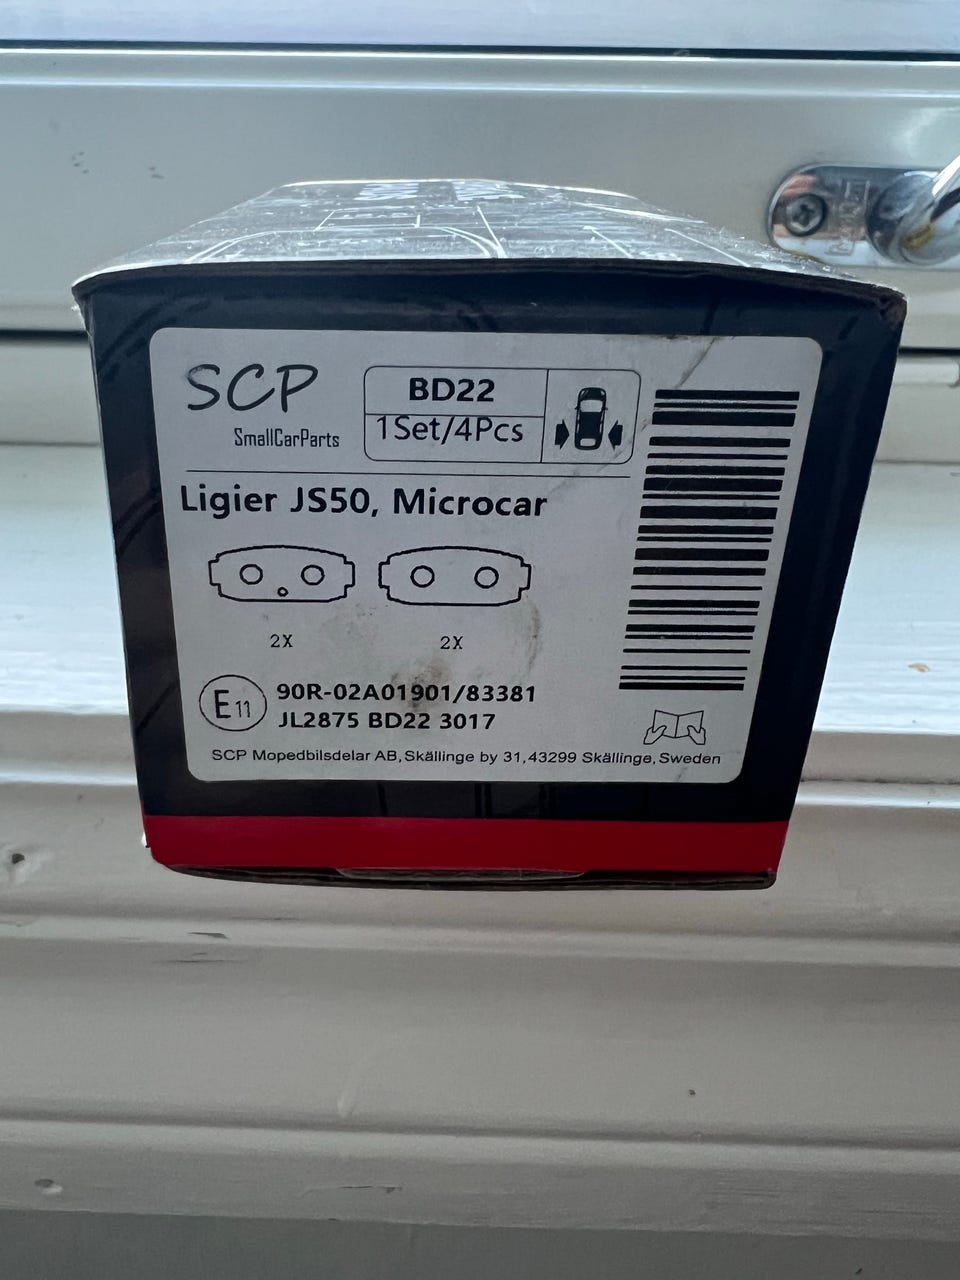 SCP
SmallCarParts
BD22
1Set/4Pcs
Ligier JS50, Microcar
2X
2X
E11
90R-02A01901/83381
JL2875 BD22 3017
SCP Mopedbilsdelar AB, Skällinge by 31, 43299 Skällinge, Sweden